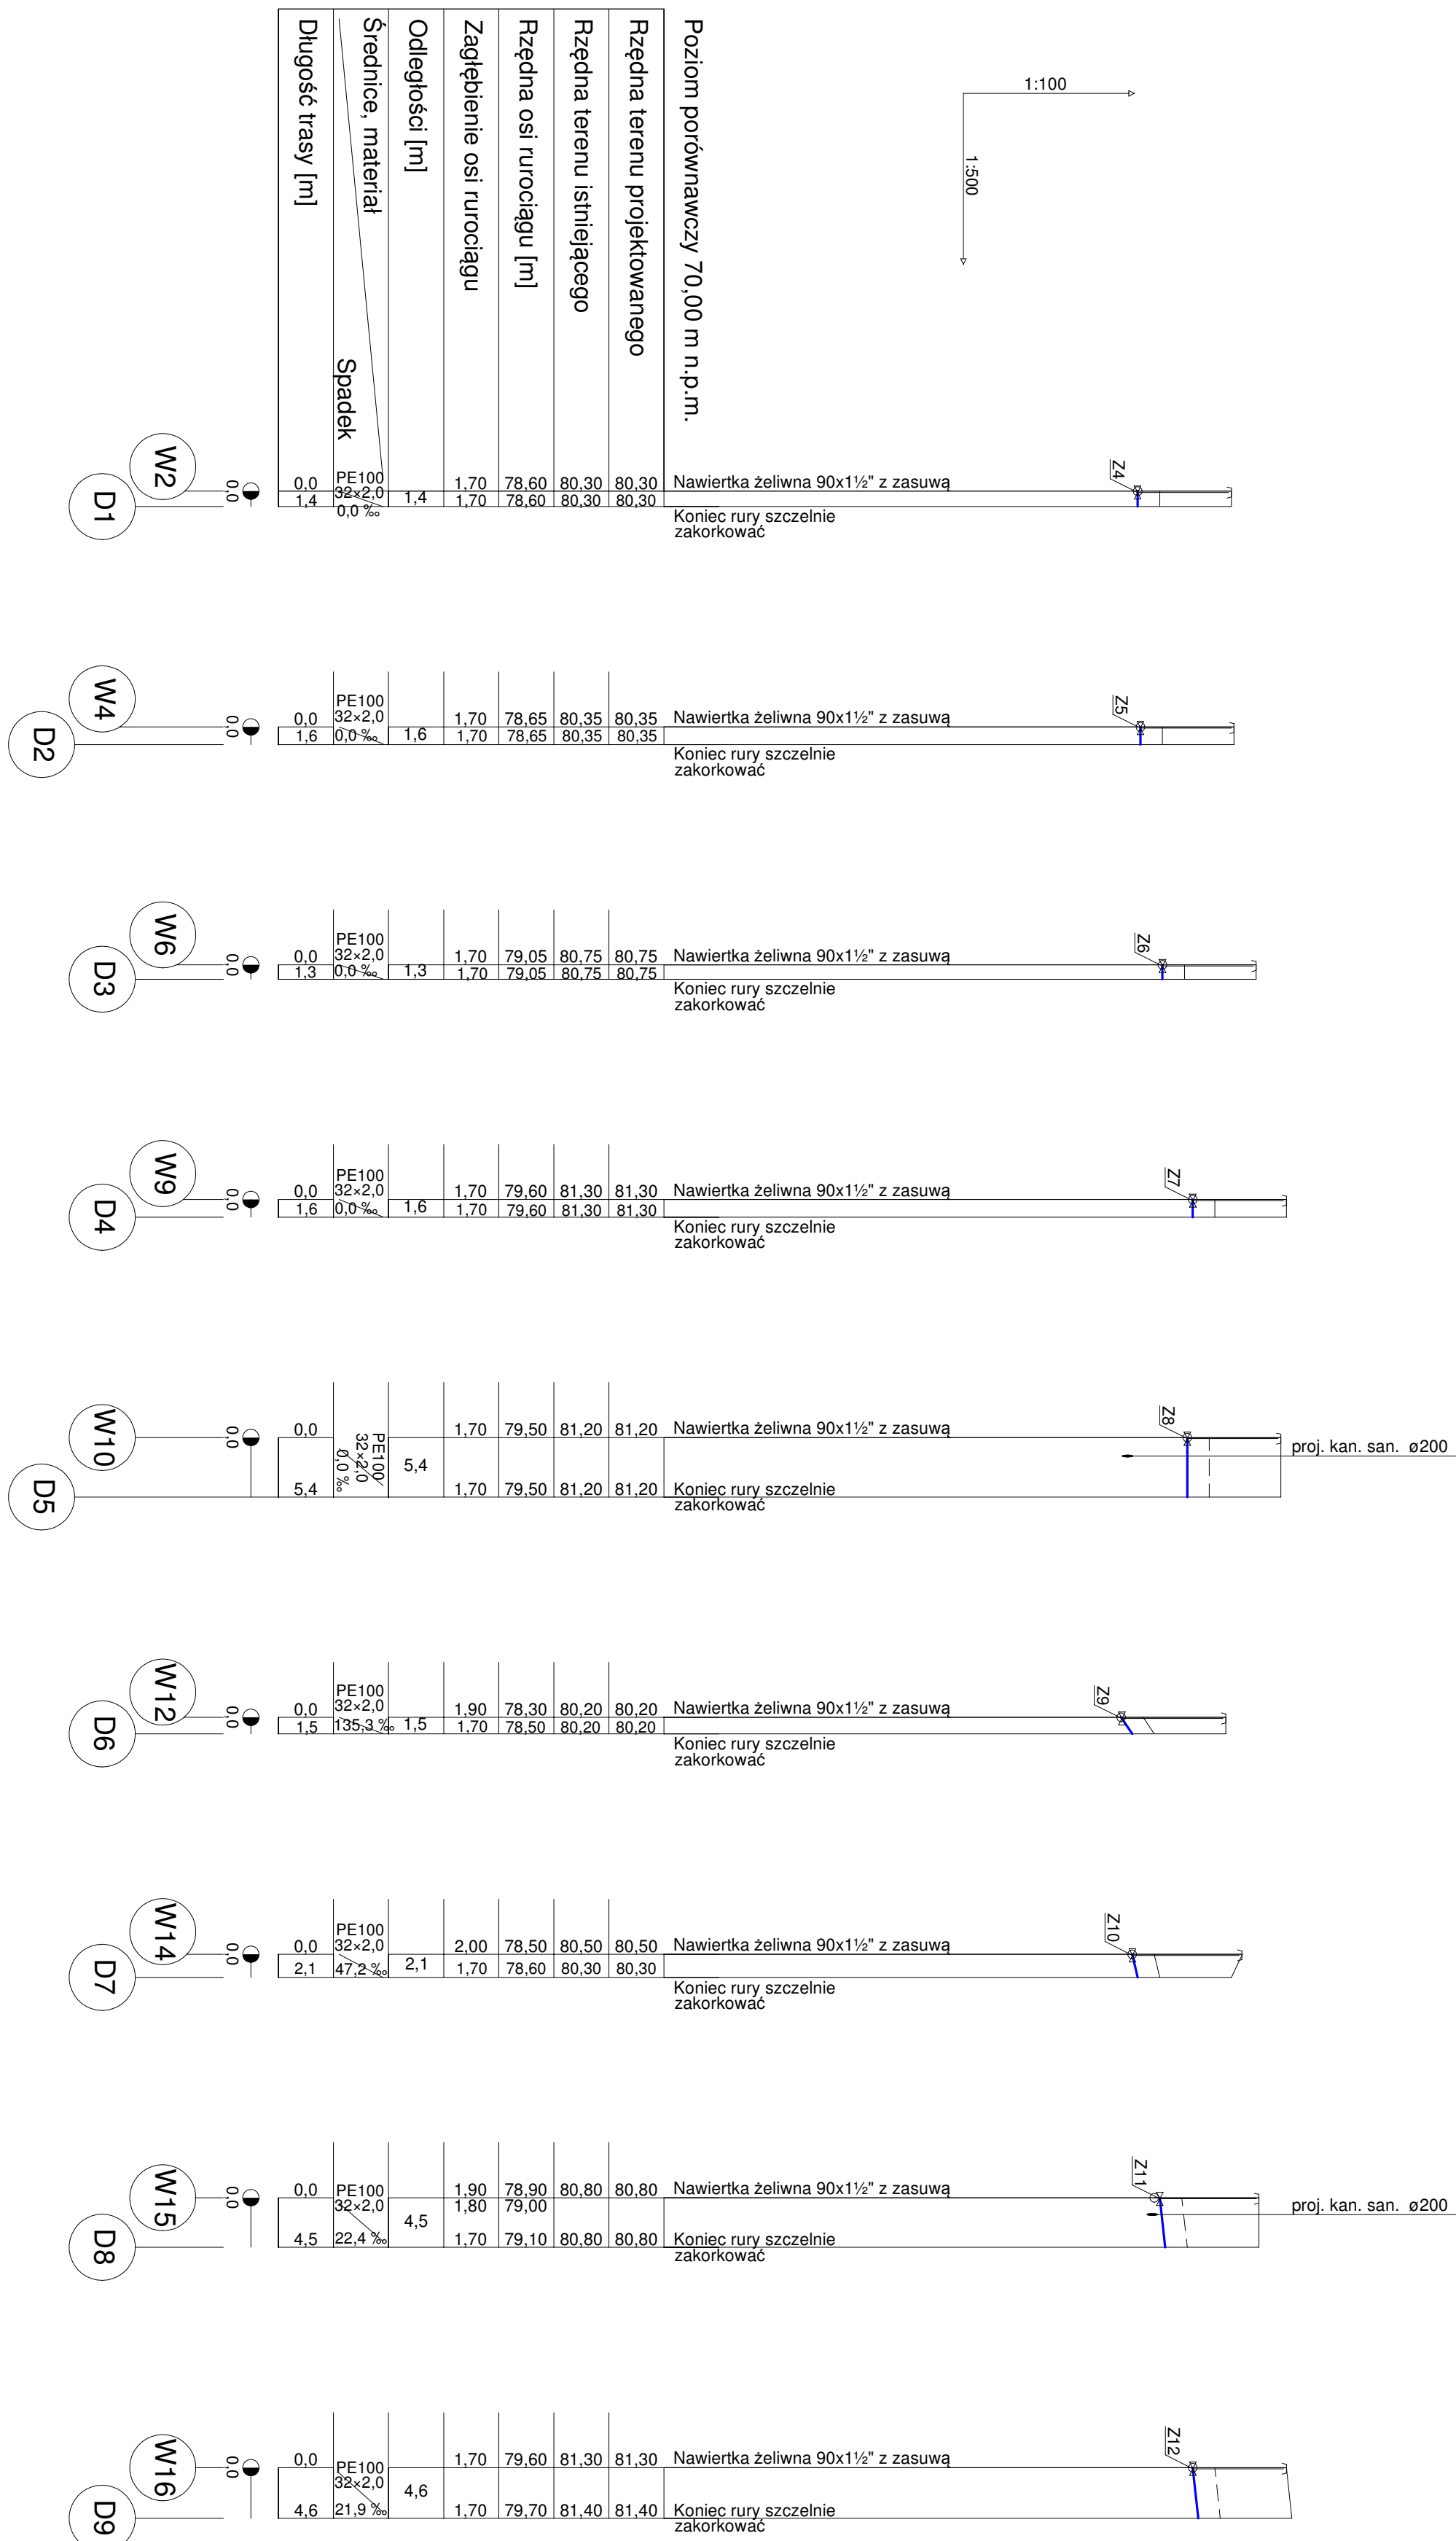 1:100
1:500
Poziom porównawczy 70,00 m n.p.m.
Rzędna terenu projektowanego
Rzędna terenu istniejącego
Rzędna osi rurociągu [m]
Zagłębienie osi rurociągu
Odległości [m]
Średnice, materiał
Spadek
Długość trasy [m]
Z4
W2
0,0
0,0
PE100
32×2,0
0,0 ‰
1,70 78,60 80,30 80,30 Nawiertka żeliwna 90x1½" z zasuwą
1,4
1,4
1,70 78,60 80,30 80,30
Koniec rury szczelnie
zakorkować
D1
Z5
W4
0,0
0,0
PE100
32×2,0
0,0 ‰
1,70 78,65 80,35 80,35 Nawiertka żeliwna 90x1½" z zasuwą
1,6
1,6
1,70 78,65 80,35 80,35
Koniec rury szczelnie
zakorkować
D2
Z6
W6
0,0
0,0
PE100
32×2,0
0,0 ‰
1,70 79,05 80,75 80,75 Nawiertka żeliwna 90x1½" z zasuwą
1,3
1,3
1,70 79,05 80,75 80,75
Koniec rury szczelnie
zakorkować
D3
Z7
W9
0,0
0,0
PE100
32×2,0
0,0 ‰
1,70 79,60 81,30 81,30 Nawiertka żeliwna 90x1½" z zasuwą
1,6
1,6
1,70 79,60 81,30 81,30
Koniec rury szczelnie
zakorkować
D4
Z8
proj. kan. san. ø200
W10
0,0
0,0
PE100
32×2,0
0,0 ‰
1,70 79,50 81,20 81,20 Nawiertka żeliwna 90x1½" z zasuwą
5,4
5,4
1,70 79,50 81,20 81,20 Koniec rury szczelnie
zakorkować
D5
Z9
W12
0,0
0,0
PE100
32×2,0
135,3 ‰
1,90 78,30 80,20 80,20 Nawiertka żeliwna 90x1½" z zasuwą
1,5
1,5
1,70 78,50 80,20 80,20
Koniec rury szczelnie
zakorkować
D6
Z10
W14
0,0
0,0
PE100
32×2,0
47,2 ‰
2,00 78,50 80,50 80,50 Nawiertka żeliwna 90x1½" z zasuwą
2,1
2,1
1,70 78,60 80,30 80,30
Koniec rury szczelnie
zakorkować
D7
Z11
proj. kan. san. ø200
W15
0,0
0,0
PE100
32×2,0
22,4 ‰
1,90 78,90 80,80 80,80 Nawiertka żeliwna 90x1½" z zasuwą
1,80 79,00
4,5
4,5
1,70 79,10 80,80 80,80 Koniec rury szczelnie
zakorkować
D8
Z12
W16
0,0
0,0
PE100
32×2,0
21,9 ‰
1,70 79,60 81,30 81,30 Nawiertka żeliwna 90x1½" z zasuwą
4,6
4,6
1,70 79,70 81,40 81,40 Koniec rury szczelnie
zakorkować
D9